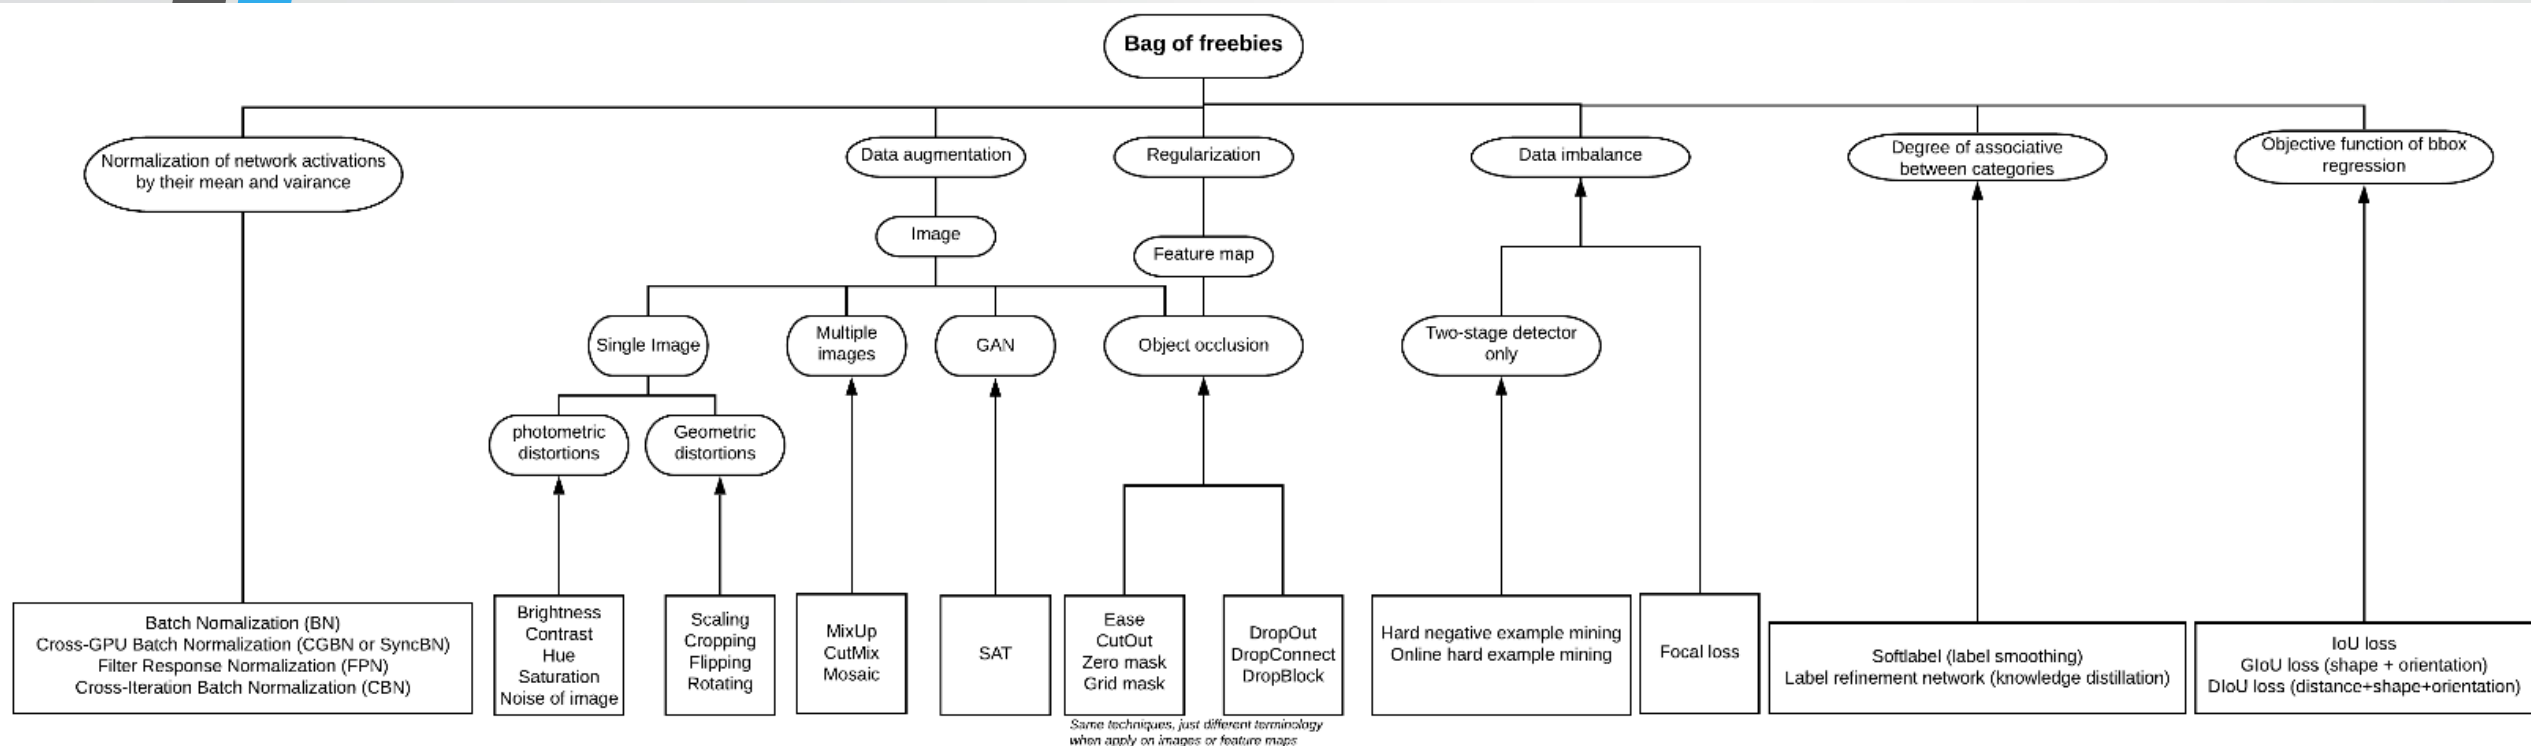 Bag of freebies
Normalization of network activations
by their mean and vairance
Data augmentation
Regularization
Data imbalance
Degree of associative
between categories
Objective function of bbox
regression
Image
Feature map
Single Image
Multiple
images
GAN
Object occlusion
Two-stage detector
only
photometric
distortions
Geometric
distortions
Batch Nomalization (BN)
Cross-GPU Batch Normalization (CGBN or SyncBN)
Filter Response Normalization (FPN)
Cross-Iteration Batch Normalization (CBN)
Brightness
Contrast
Hue
Saturation
Noise of image
Scaling
Cropping
Flipping
Rotating
MixUp
CutMix
Mosaic
SAT
Ease
CutOut
Zero mask
Grid mask
DropOut
DropConnect
DropBlock
Hard negative example mining
Online hard example mining
Focal loss
Softlabel (label smoothing)
Label refinement network (knowledge distillation)
IoU loss
GIoU loss (shape + orientation)
DIoU loss (distance+shape+orientation)
Same techniques, just different terminology
when apply on images or feature maps